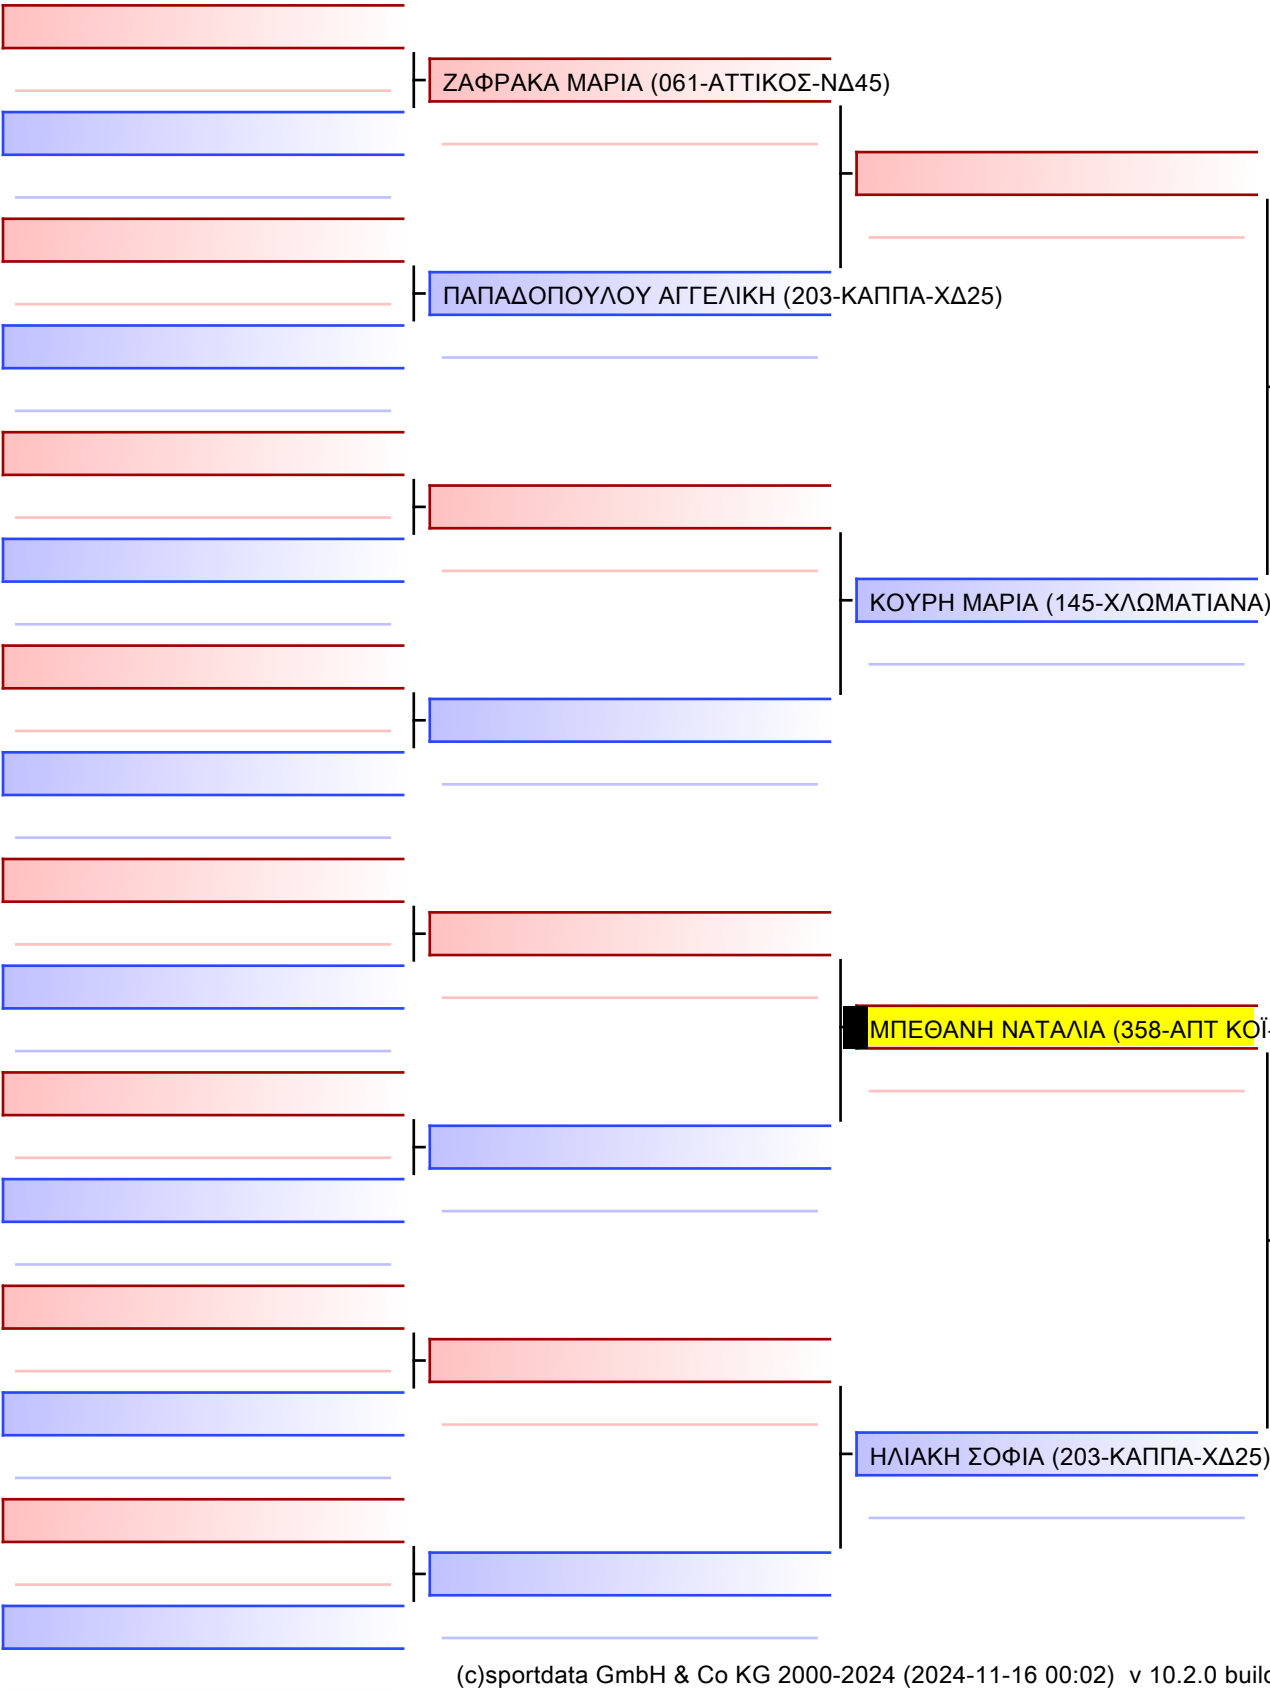 ΖΑΦΡΑΚΑ ΜΑΡΙΑ (061-ΑΤΤΙΚΟΣ-ΝΔ45)
ΠΑΠΑΔΟΠΟΥΛΟΥ ΑΓΓΕΛΙΚΗ (203-ΚΑΠΠΑ-ΧΔ25)
ΚΟΥΡΗ ΜΑΡΙΑ (145-ΧΛΩΜΑΤΙΑΝΑ)
ΜΠΕΘΑΝΗ ΝΑΤΑΛΙΑ (358-ΑΠΤ ΚΟΪ-
ΗΛΙΑΚΗ ΣΟΦΙΑ (203-ΚΑΠΠΑ-ΧΔ25)
(c)sportdata GmbH & Co KG 2000-2024 (2024-11-16 00:02) v 10.2.0 build